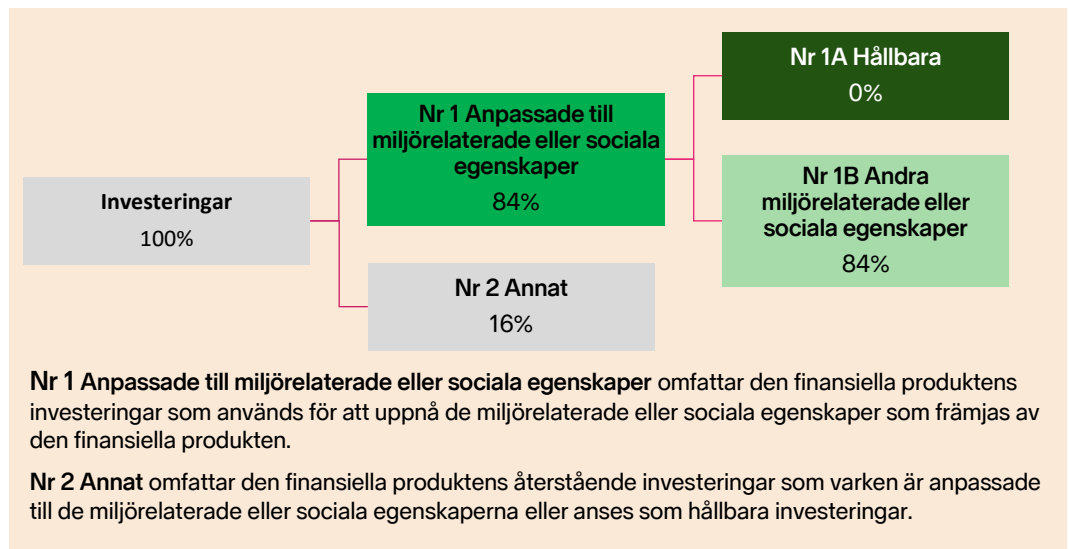 Investeringar
100%
Nr 1 Anpassade till
miljörelaterade eller sociala
egenskaper
84%
Nr 2 Annat
16%
Nr 1A Hållbara
0%
Nr 1B Andra
miljörelaterade eller
sociala egenskaper
84%
Nr 1 Anpassade till miljörelaterade eller sociala egenskaper omfattar den finansiella produktens
investeringar som används för att uppnå de miljörelaterade eller sociala egenskaper som främjas av
den finansiella produkten.
Nr 2 Annat omfattar den finansiella produktens återstående investeringar som varken är anpassade
till de miljörelaterade eller sociala egenskaperna eller anses som hållbara investeringar.